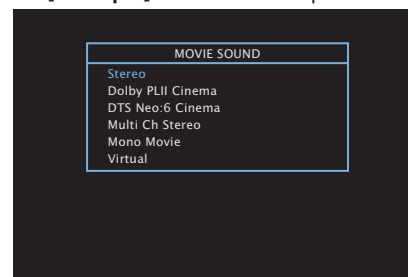 MOVIE SOUND
Stereo
Dolby PLII Cinema
DTS Neo:6 Cinema
Multi Ch Stereo
Mono Movie
Virtual